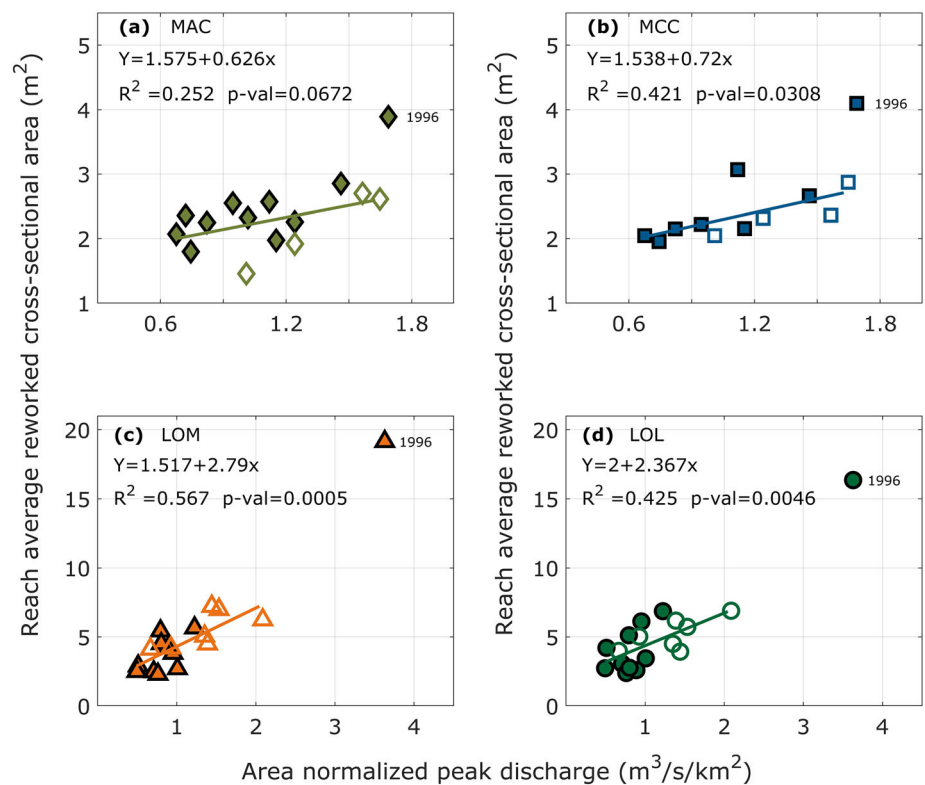 (a) MAC
Y=1.575+0.626x
R² =0.252 p-val=0.0672
1996
5
4
3
2
1
0.6 1.2 1.8
(b) MCC
Y=1.538+0.72x
R² =0.421 p-val=0.0308
1996
5
4
3
2
1
0.6 1.2 1.8
Reach average reworked cross-sectional area (m²)
Reach average reworked cross-sectional area (m²)
(c) LOM
Y=1.517+2.79x
R² =0.567 p-val=0.0005
1996
20
15
10
5
0
1 2 3 4
(d) LOL
Y=2+2.367x
R² =0.425 p-val=0.0046
1996
20
15
10
5
0
1 2 3 4
Area normalized peak discharge (m³/s/km²)